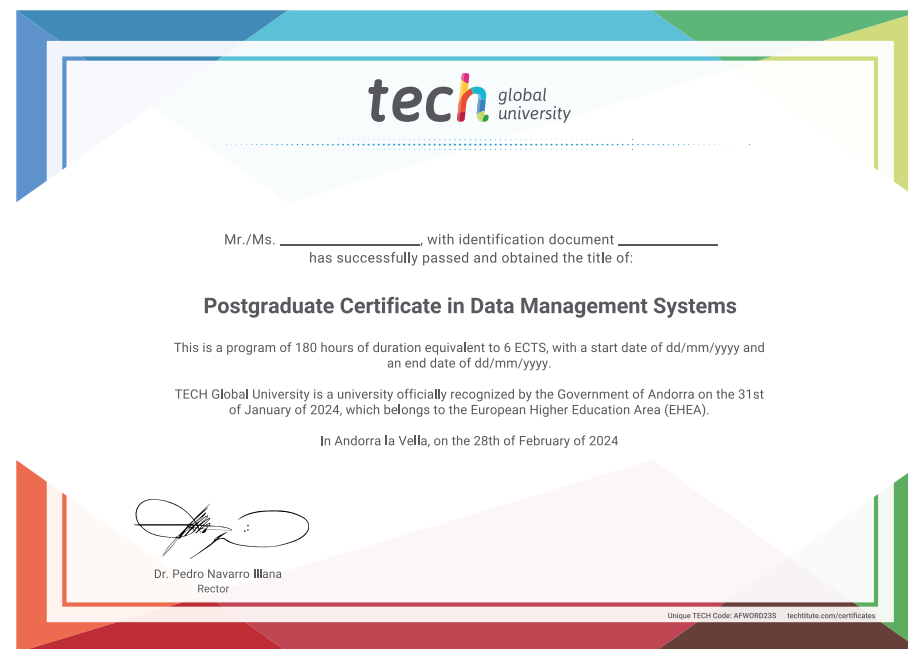 tech global university
Mr./Ms. ____________________, with identification document ______________
has successfully passed and obtained the title of:
Postgraduate Certificate in Data Management Systems
This is a program of 180 hours of duration equivalent to 6 ECTS, with a start date of dd/mm/yyyy and
an end date of dd/mm/yyyy.
TECH Global University is a university officially recognized by the Government of Andorra on the 31st
of January of 2024, which belongs to the European Higher Education Area (EHEA).
In Andorra la Vella, on the 28th of February of 2024
Dr. Pedro Navarro Illana
Rector
Unique TECH Code: AFWORD23S techtitute.com/certificates